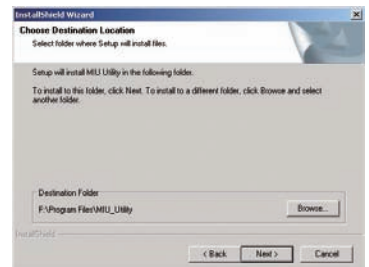 InstallShield Wizard
Choose Destination Location
Select folder where Setup will install files.
Setup will install MIU Utility in the following folder.
To install to this folder, click Next. To install to a different folder, click Browse and select
another folder.
Destination Folder
F:\Program Files\MIU_Utility
Browse...
InstallShield
< Back
Next >
Cancel